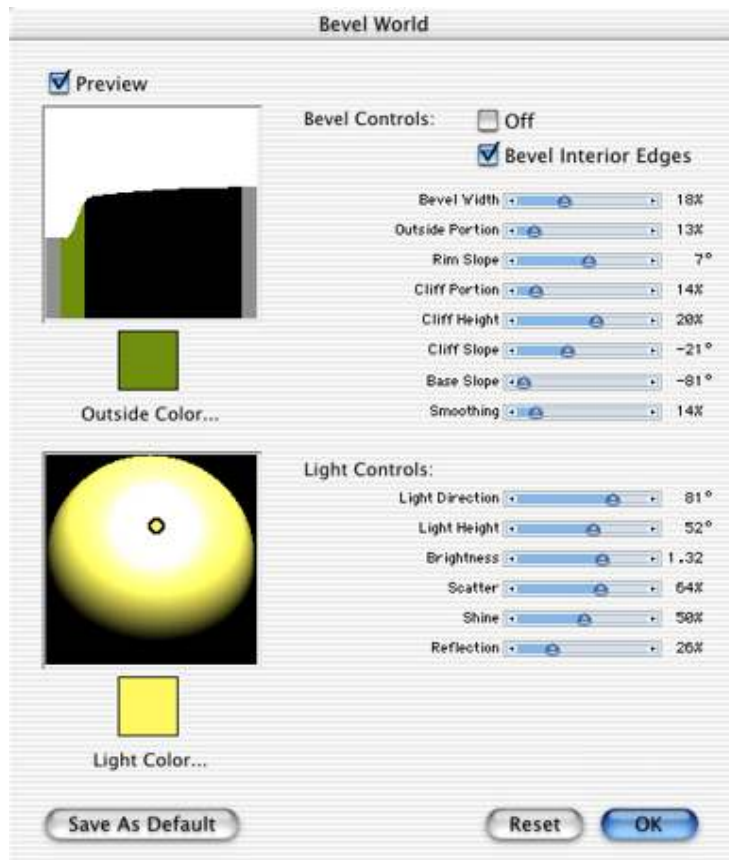 Bevel World
Preview
Bevel Controls:
Off
Bevel Interior Edges
Bevel Width 18%
Outside Portion 13%
Rim Slope 7°
Cliff Portion 14%
Cliff Height 20%
Cliff Slope -21°
Base Slope -81°
Smoothing 14%
Outside Color...
Light Controls:
Light Direction 81°
Light Height 52°
Brightness 1.32
Scatter 64%
Shine 50%
Reflection 26%
Light Color...
Save As Default
Reset
OK